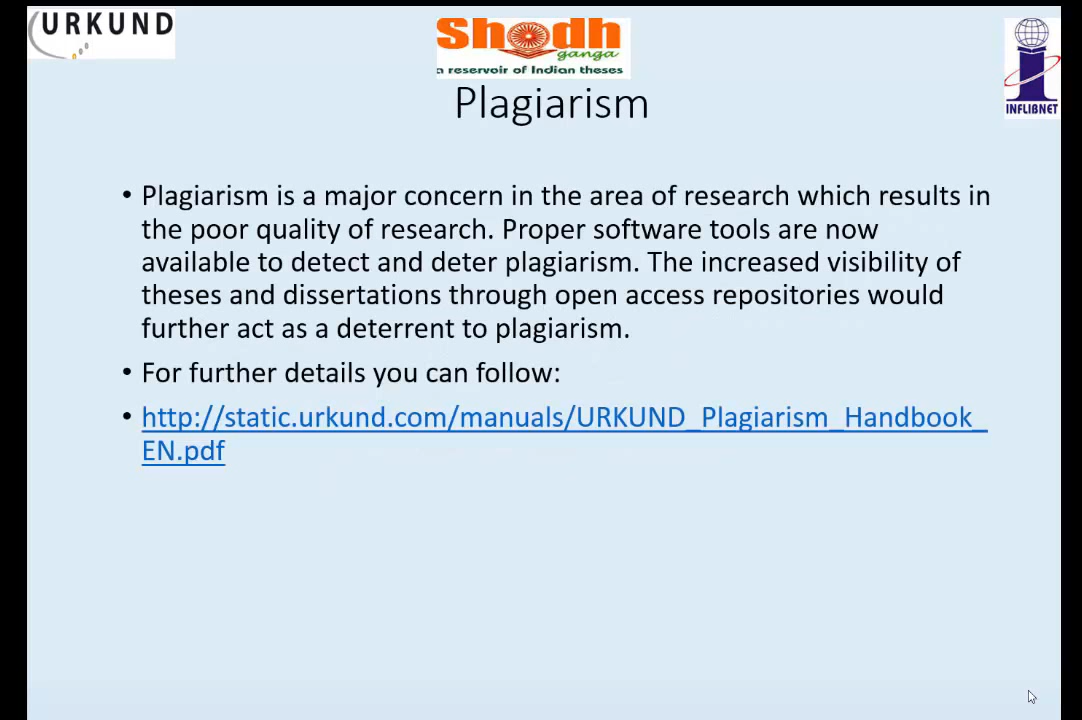 URKUND
Shodh
ganga
a reservoir of Indian theses
INFLIBNET
Plagiarism
• Plagiarism is a major concern in the area of research which results in
the poor quality of research. Proper software tools are now
available to detect and deter plagiarism. The increased visibility of
theses and dissertations through open access repositories would
further act as a deterrent to plagiarism.
• For further details you can follow:
• http://static.urkund.com/manuals/URKUND_Plagiarism_Handbook_
EN.pdf